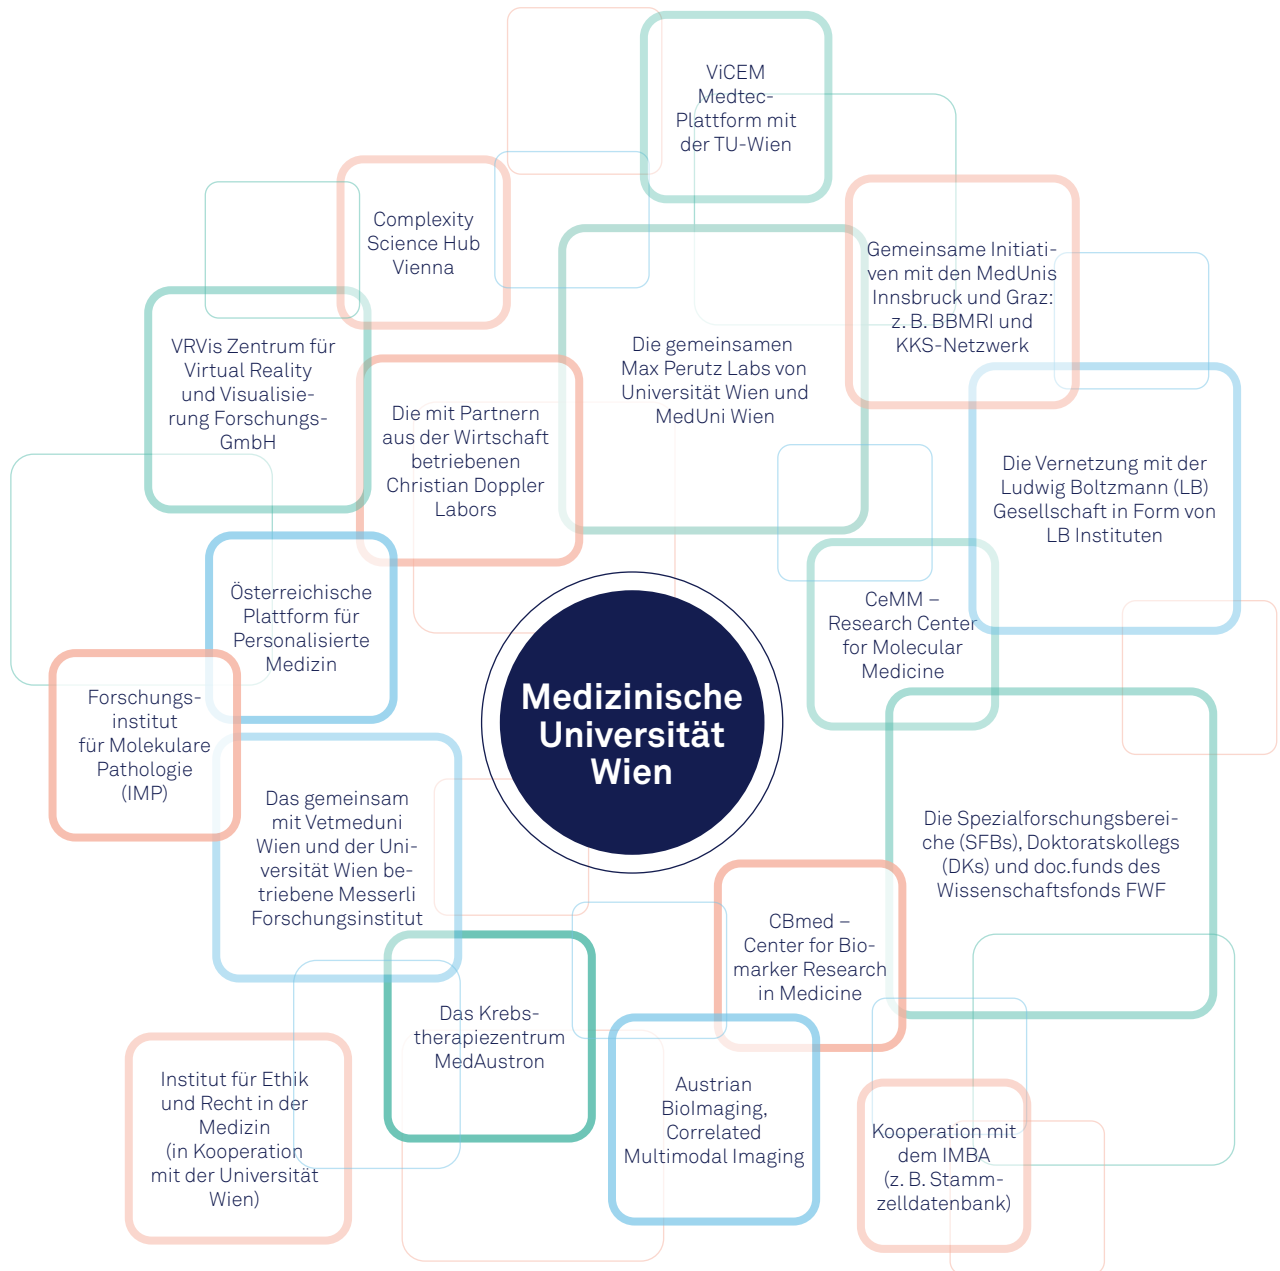 ViCEM
Medtec-
Plattform mit
der TU-Wien
Complexity
Science Hub
Vienna
Gemeinsame Initiati-
ven mit den MedUnis
Innsbruck und Graz:
z. B. BBMRI und
KKS-Netzwerk
VRVis Zentrum für
Virtual Reality
und Visualisie-
rung Forschungs-
GmbH
Die gemeinsamen
Max Perutz Labs von
Universität Wien und
MedUni Wien
Die mit Partnern
aus der Wirtschaft
betriebenen
Christian Doppler
Labors
Die Vernetzung mit der
Ludwig Boltzmann (LB)
Gesellschaft in Form von
LB Instituten
Österreichische
Plattform für
Personalisierte
Medizin
CeMM –
Research Center
for Molecular
Medicine
Medizinische
Universität
Wien
Forschungs-
institut
für Molekulare
Pathologie
(IMP)
Das gemeinsam
mit Vetmeduni
Wien und der Uni-
versität Wien be-
triebene Messerli
Forschungsinstitut
Die Spezialforschungsberei-
che (SFBs), Doktoratskollegs
(DKs) und doc.funds des
Wissenschaftsfonds FWF
CBmed –
Center for Bio-
marker Research
in Medicine
Das Krebs-
therapiezentrum
MedAustron
Institut für Ethik
und Recht in der
Medizin
(in Kooperation
mit der Universität
Wien)
Austrian
BioImaging,
Correlated
Multimodal Imaging
Kooperation mit
dem IMBA
(z. B. Stamm-
zelldatenbank)